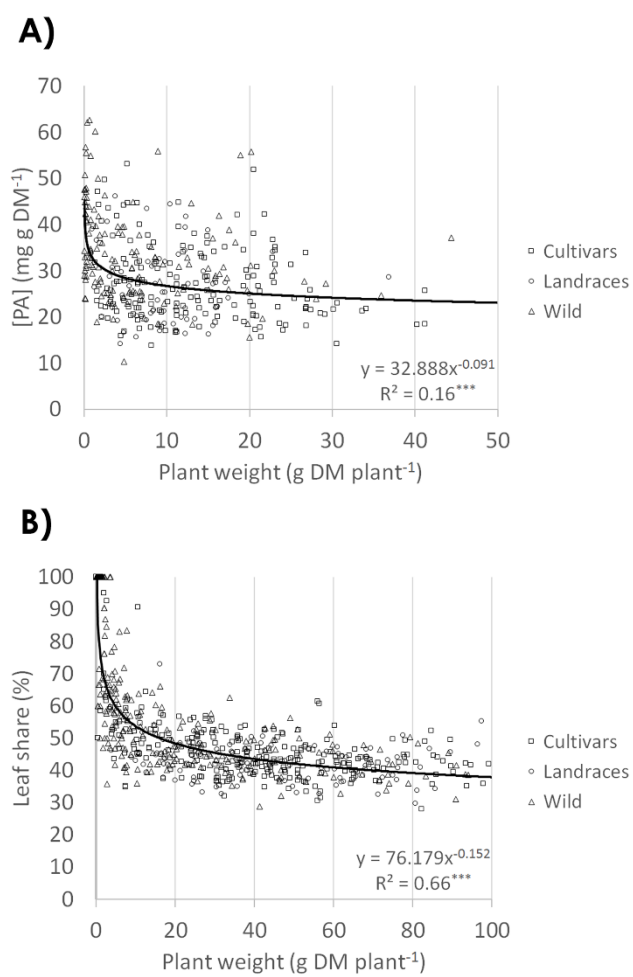 A)
70
60
50
40
30
20
10
0
[PA] (mg g DM⁻¹)
0 10 20 30 40 50
Plant weight (g DM plant⁻¹)
y = 32.888x⁻⁰·⁰⁹¹
R² = 0.16***
□ Cultivars
○ Landraces
△ Wild
B)
100
90
80
70
60
50
40
30
20
10
0
Leaf share (%)
0 20 40 60 80 100
Plant weight (g DM plant⁻¹)
y = 76.179x⁻⁰·¹⁵²
R² = 0.66***
□ Cultivars
○ Landraces
△ Wild